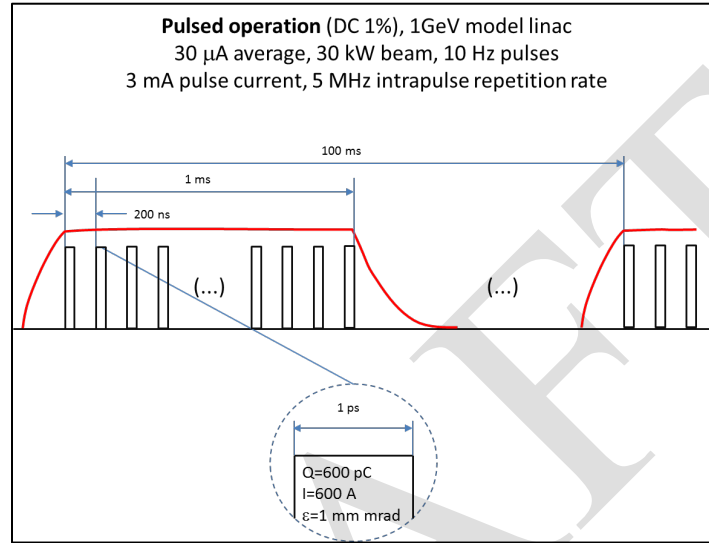 Pulsed operation (DC 1%), 1GeV model linac
30 μA average, 30 kW beam, 10 Hz pulses
3 mA pulse current, 5 MHz intrapulse repetition rate
100 ms
1 ms
200 ns
(...)
(...)
1 ps
Q=600 pC
I=600 A
ε=1 mm mrad